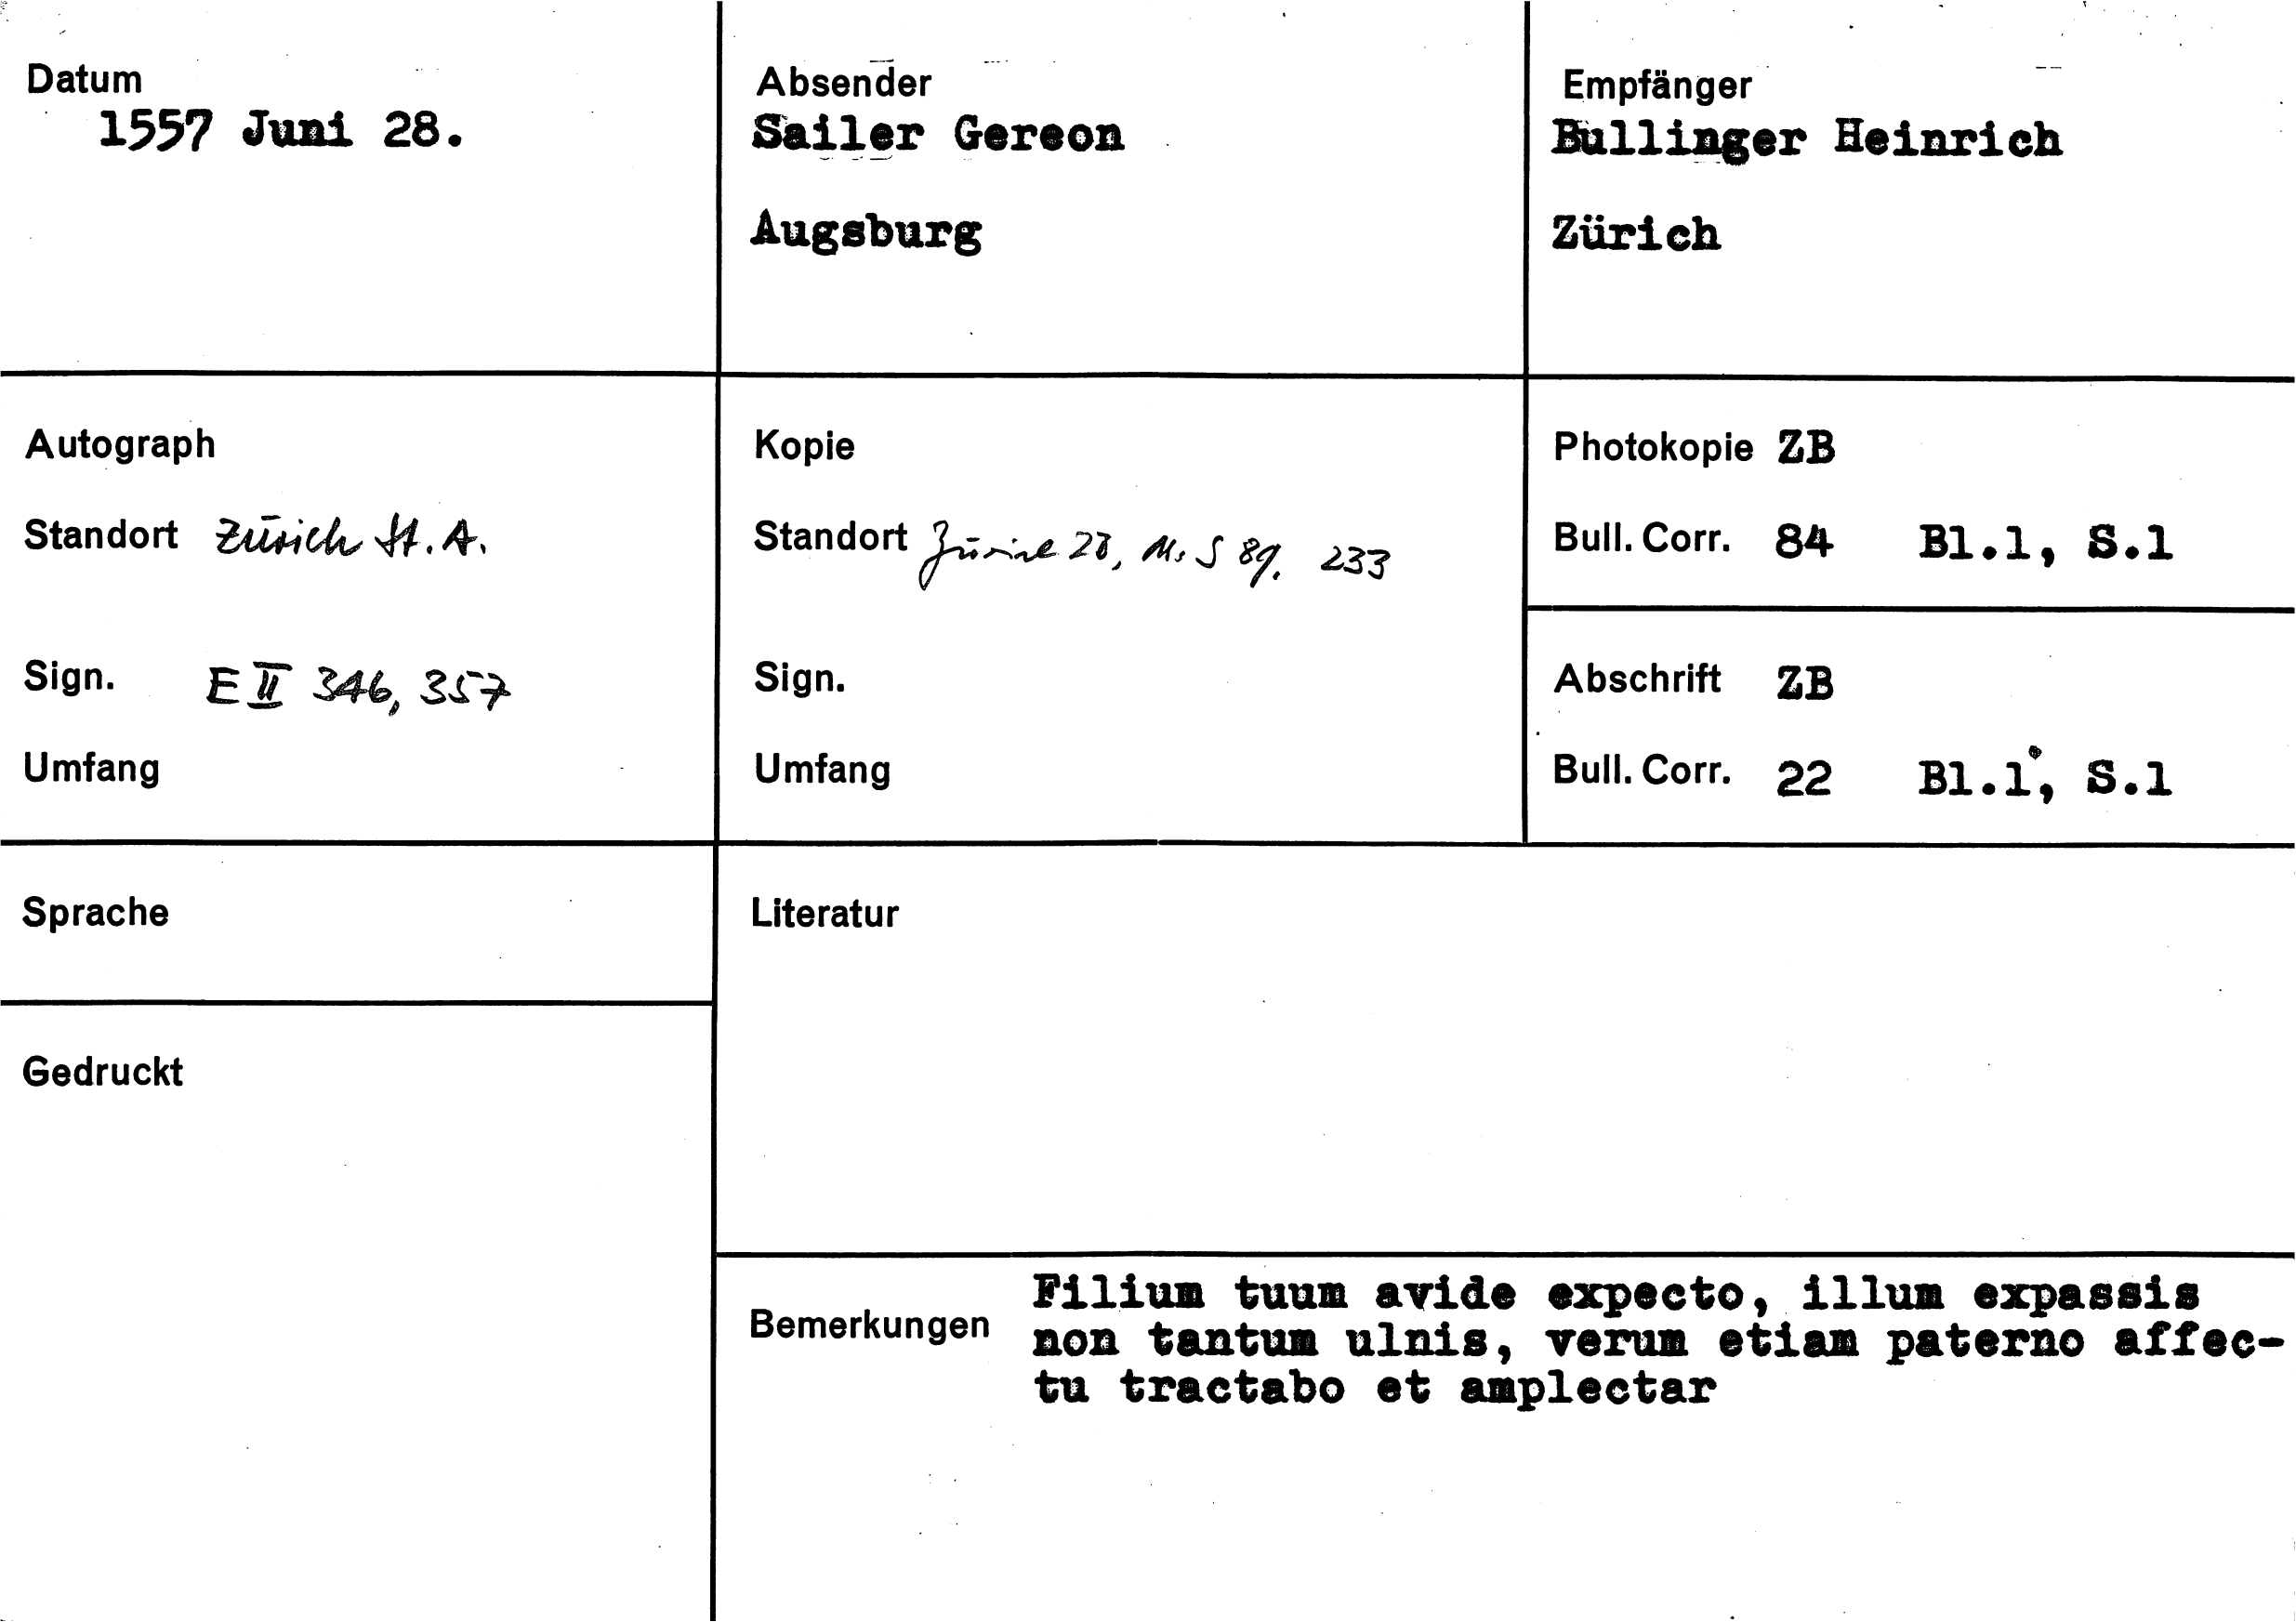 Datum
1557 Juni 28.
Absender
Sailer Gereon
Augsburg
Empfänger
Bullinger Heinrich
Zürich
Autograph
Standort Zürich St. A.
Sign. E II 346, 357
Umfang
Kopie
Standort Zürich ZB, Ms S 89, 233
Sign.
Umfang
Photokopie ZB
Bull. Corr. 84 Bl.1, S.1
Abschrift ZB
Bull. Corr. 22 Bl.1, S.1
Sprache
Gedruckt
Literatur
Bemerkungen
Filium tuum avide expecto, illum expassis
non tantum ulnis, verum etiam paterno affec-
tu tractabo et amplectar